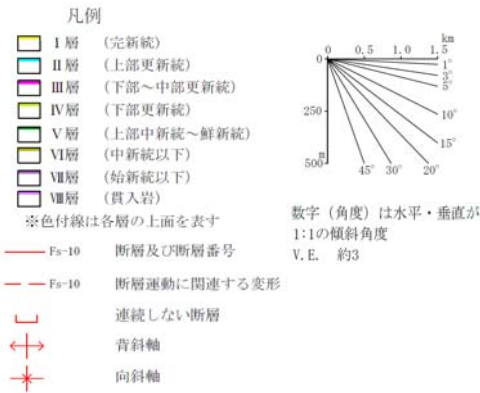 凡例
I 層 (完新統)
II 層 (上部更新統)
III層 (下部～中部更新統)
IV層 (下部更新統)
V 層 (上部中新統～鮮新統)
VI層 (中新統以下)
VII層 (始新統以下)
VIII層 (貫入岩)
※色付線は各層の上面を表す
Fs-10 断層及び断層番号
Fs-10 断層運動に関連する変形
連続しない断層
背斜軸
向斜軸
km
0 0.5 1.0 1.5
0
250
m
500
1°
3°
5°
10°
15°
20°
30°
45°
数字（角度）は水平・垂直が
1:1の傾斜角度
V.E. 約3